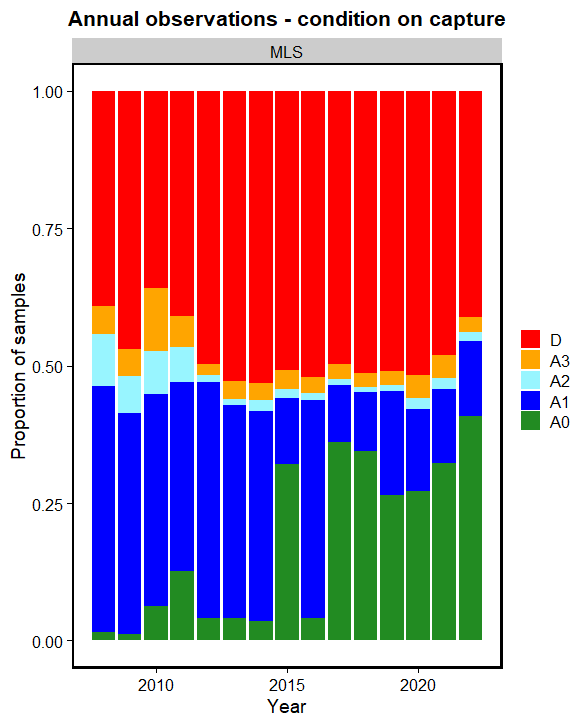 Annual observations - condition on capture
MLS
1.00
0.75
0.50
0.25
0.00
Proportion of samples
2010 2015 2020
Year
D
A3
A2
A1
A0